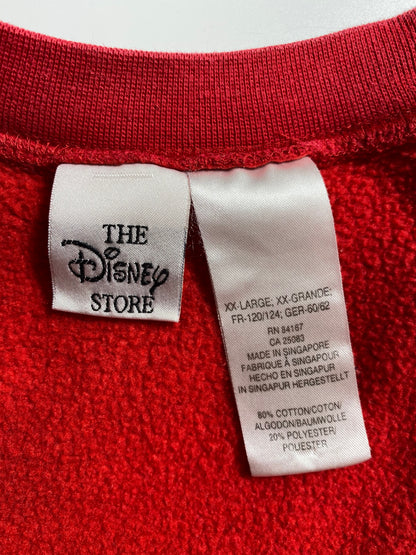 THE
Disney
STORE
XX-LARGE; XX-GRANDE;
FR-120/124; GER-60/62
RN 84167
CA 25083
MADE IN SINGAPORE
FABRIQUÉ À SINGAPOUR
HECHO EN SINGAPUR
IN SINGAPUR HERGESTELLT
80% COTTON/COTON/
ALGODON/BAUMWOLLE
20% POLYESTER/
POLIESTER